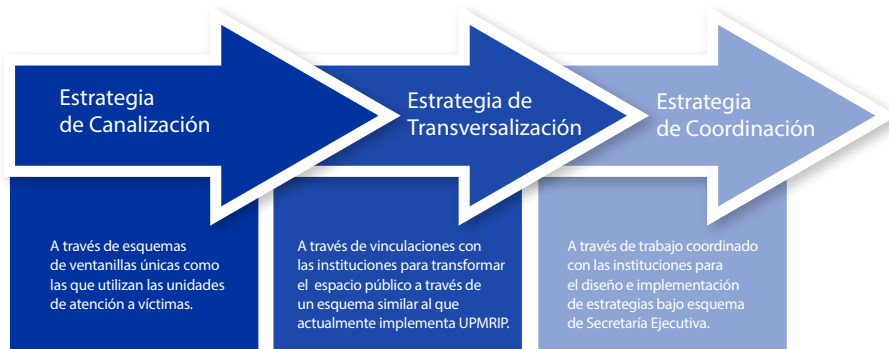 Estrategia
de Canalización
A través de esquemas
de ventanillas únicas como
las que utilizan las unidades
de atención a víctimas.
Estrategia de
Transversalización
A través de vinculaciones con
las instituciones para transformar
el espacio público a través de
un esquema similar al que
actualmente implementa UPMRIP.
Estrategia
de Coordinación
A través de trabajo coordinado
con las instituciones para
el diseño e implementación
de estrategias bajo esquema
de Secretaría Ejecutiva.